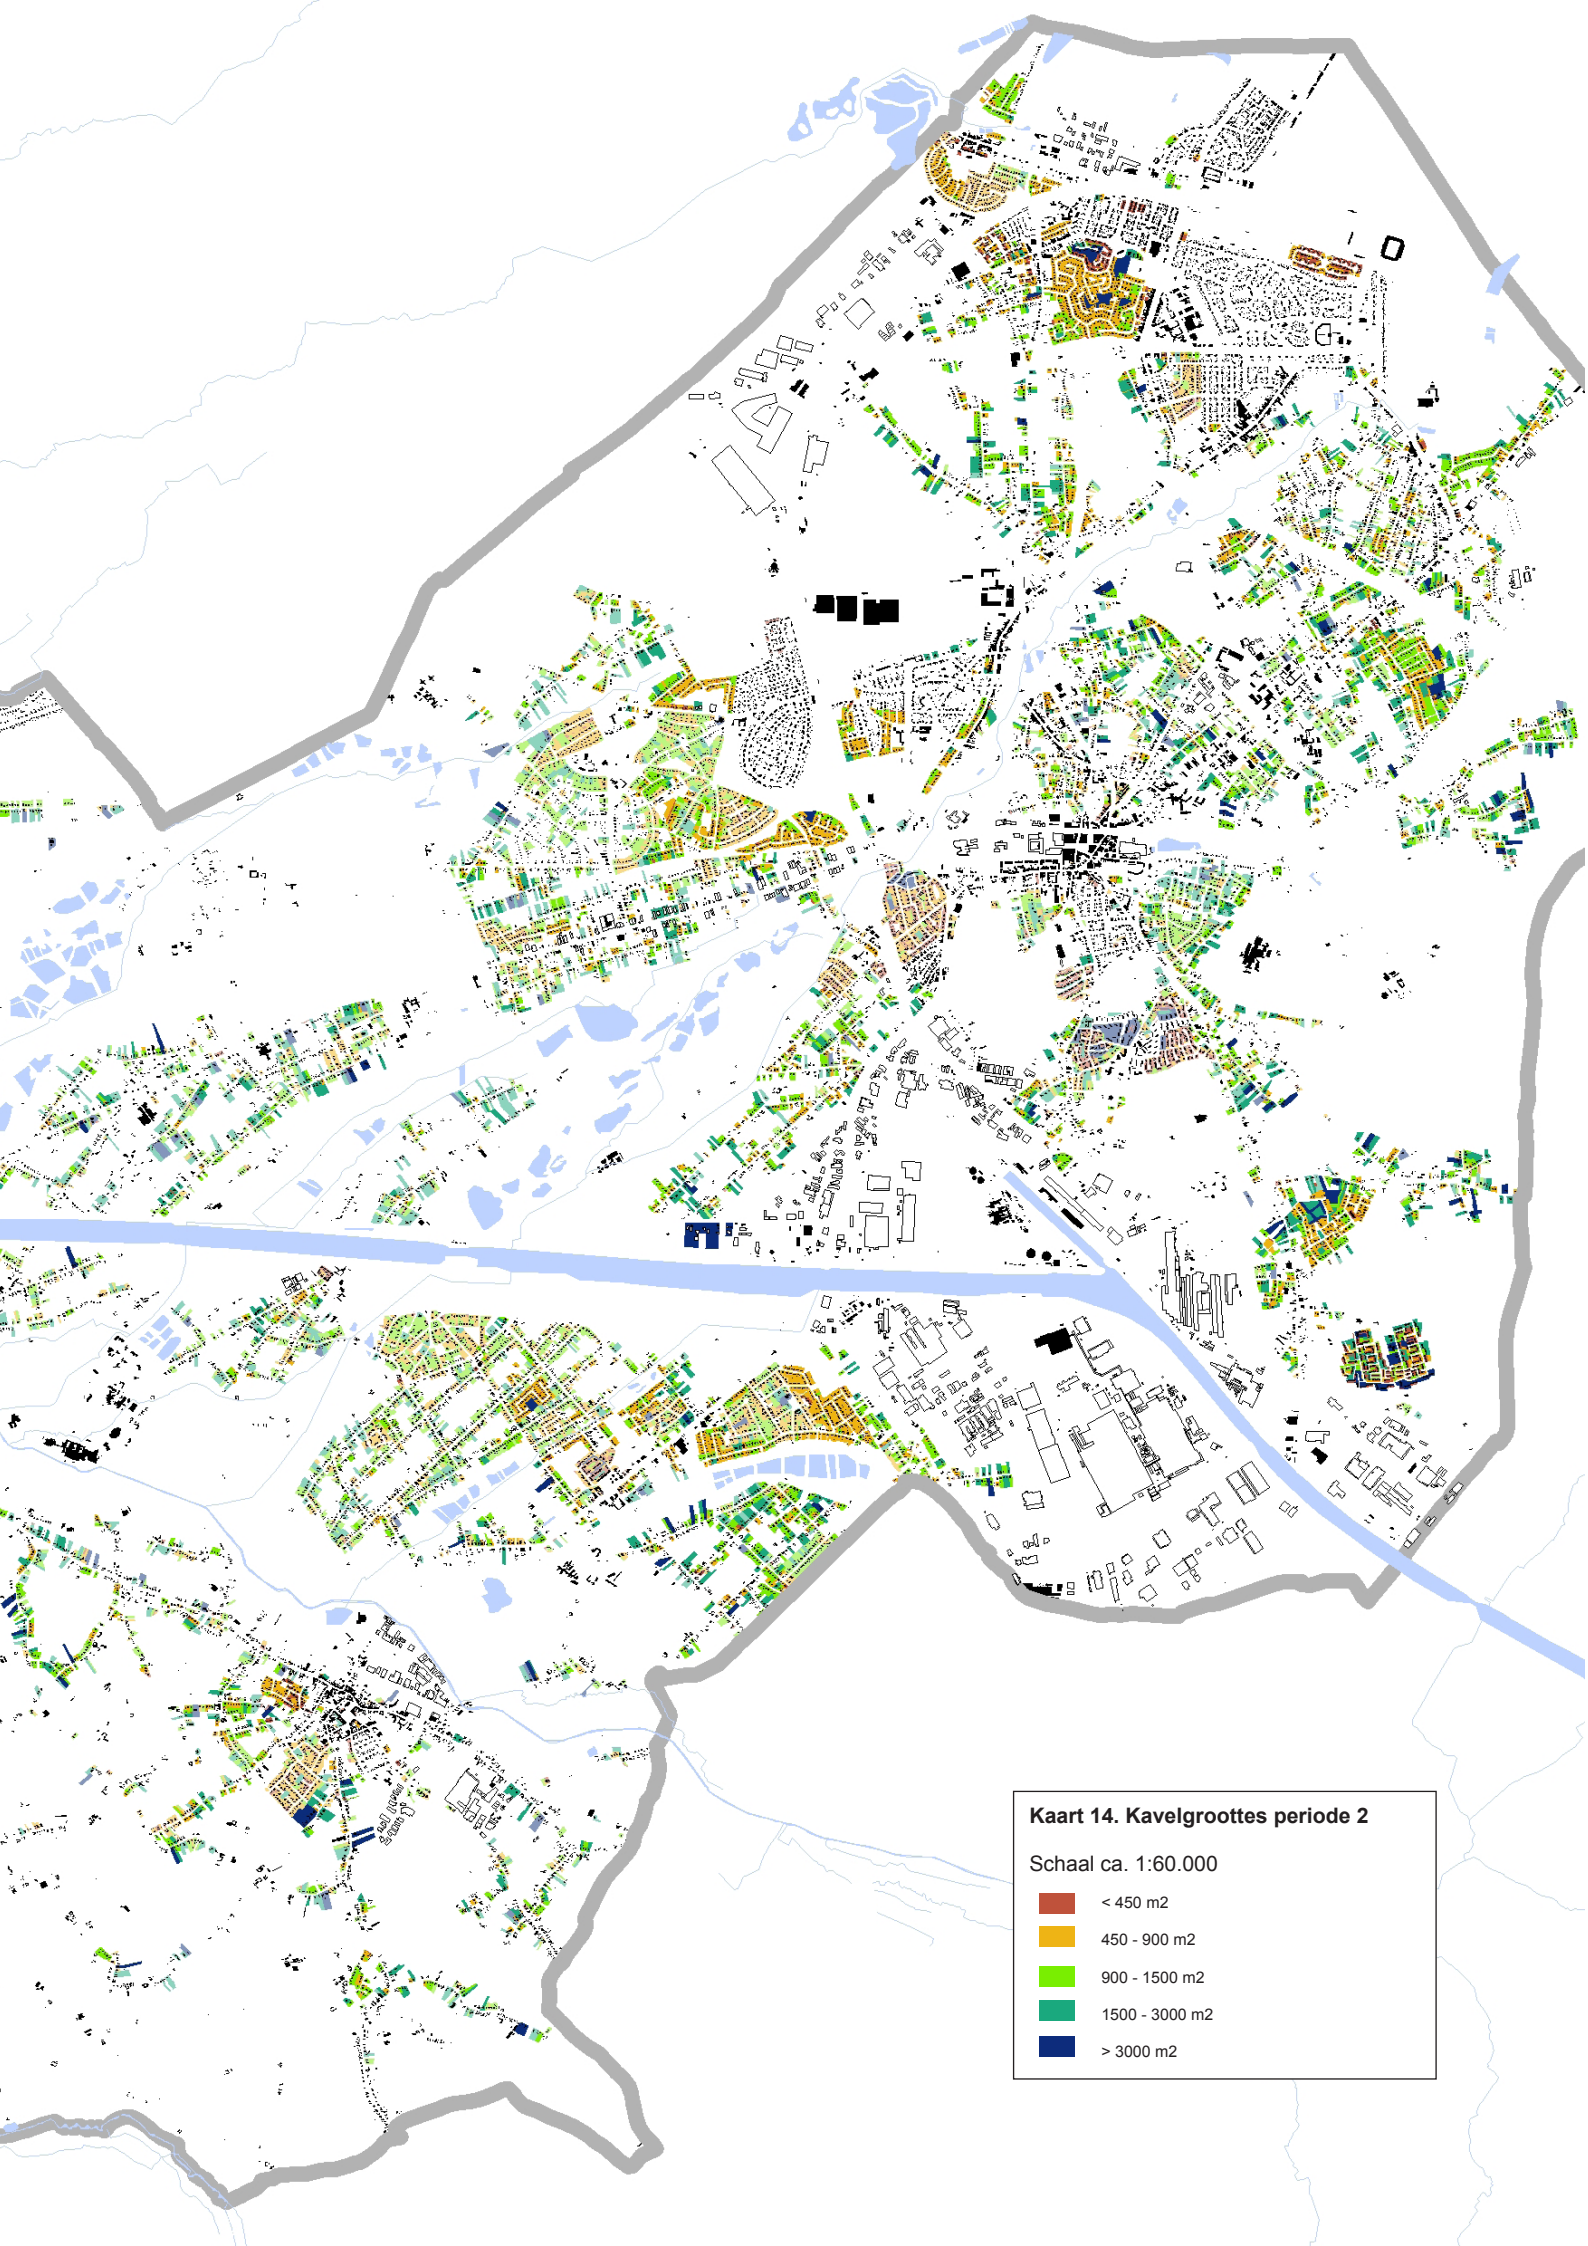 Kaart 14. Kavelgroottes periode 2
Schaal ca. 1:60.000
< 450 m2
450 - 900 m2
900 - 1500 m2
1500 - 3000 m2
> 3000 m2